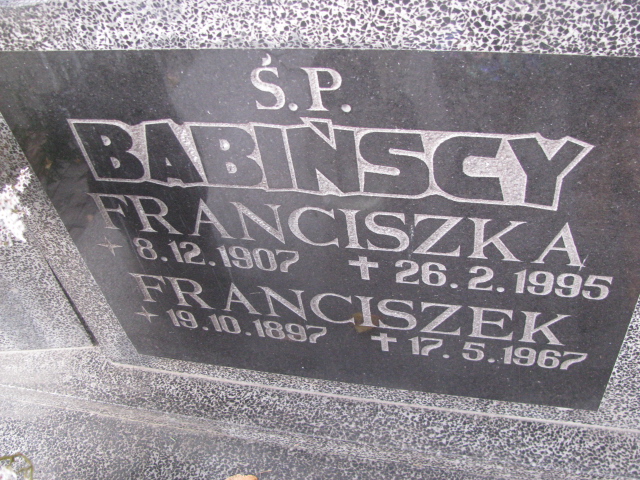 Ś.P.
BABIŃSCY
FRANCISZKA
8.12.1907 † 26.2.1995
FRANCISZEK
19.10.1897 † 17.5.1967